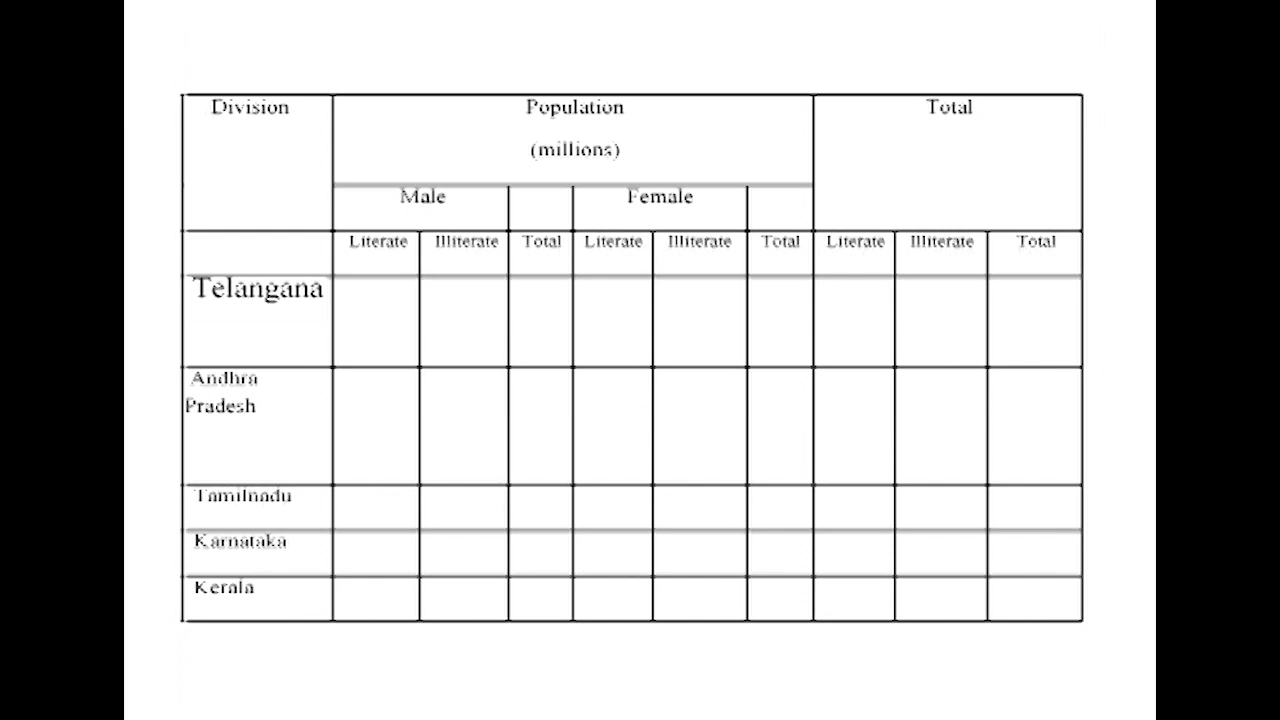 Division Population Total
(millions)
Male Female
Literate Illiterate Total Literate Illiterate Total Literate Illiterate Total
Telangana
Andhra
Pradesh
Tamilnadu
Karnataka
Kerala